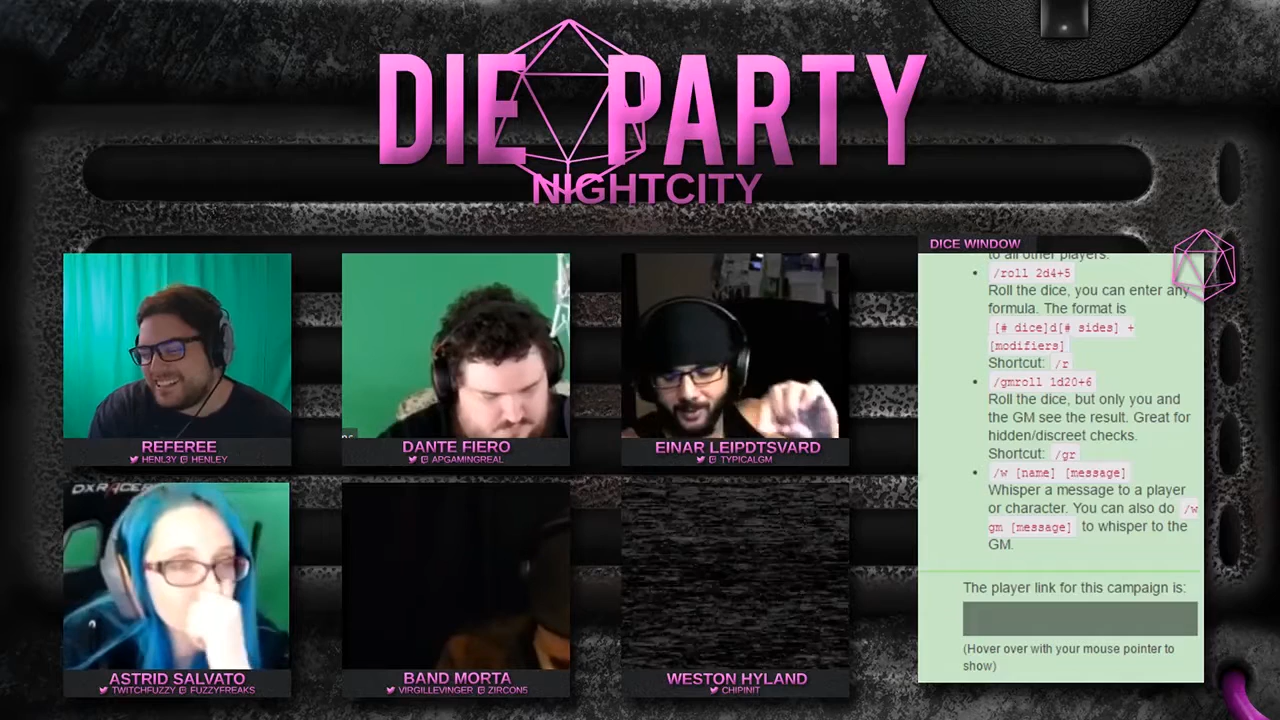 DIE PARTY
NIGHTCITY
DICE WINDOW
to all other players.
/roll 2d4+5
Roll the dice, you can enter any
formula. The format is
[# dice]d[# sides] +
[modifiers]
Shortcut: /r
/gmroll 1d20+6
Roll the dice, but only you and
the GM see the result. Great for
hidden/discreet checks.
Shortcut: /gr
/w [name] [message]
Whisper a message to a player
or character. You can also do /w
gm [message] to whisper to the
GM.
The player link for this campaign is:
(Hover over with your mouse pointer to
show)
REFEREE
HENL3Y HENLEY
DANTE FIERO
APGAMINGREAL
EINAR LEIPDTSVARD
TYPICALGM
DXRACER
ASTRID SALVATO
TWITCHFUZZY FUZZYFREAKS
BAND MORTA
VIRGILLEVINGER ZIRCON5
WESTON HYLAND
CHIPINIT